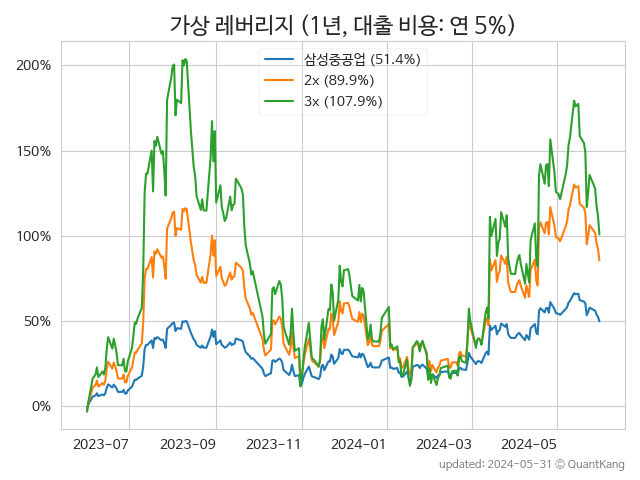 가상 레버리지 (1년, 대출 비용: 연 5%)
삼성중공업 (51.4%)
2x (89.9%)
3x (107.9%)
200%
150%
100%
50%
0%
2023-07
2023-09
2023-11
2024-01
2024-03
2024-05
updated: 2024-05-31 © QuantKang